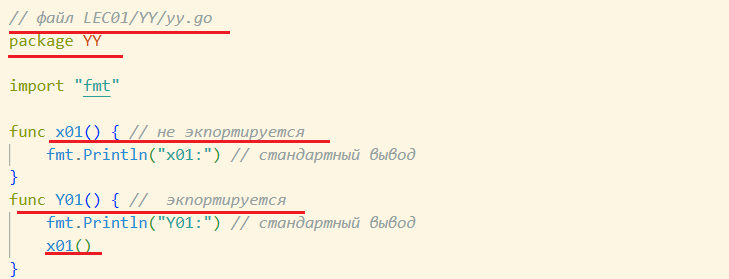 // файл LEC01/YY/yy.go
package YY
import "fmt"
func x01() { // не экпортируется
fmt.Println("x01:") // стандартный вывод
}
func Y01() { //  экпортируется
fmt.Println("Y01:") // стандартный вывод
x01()
}